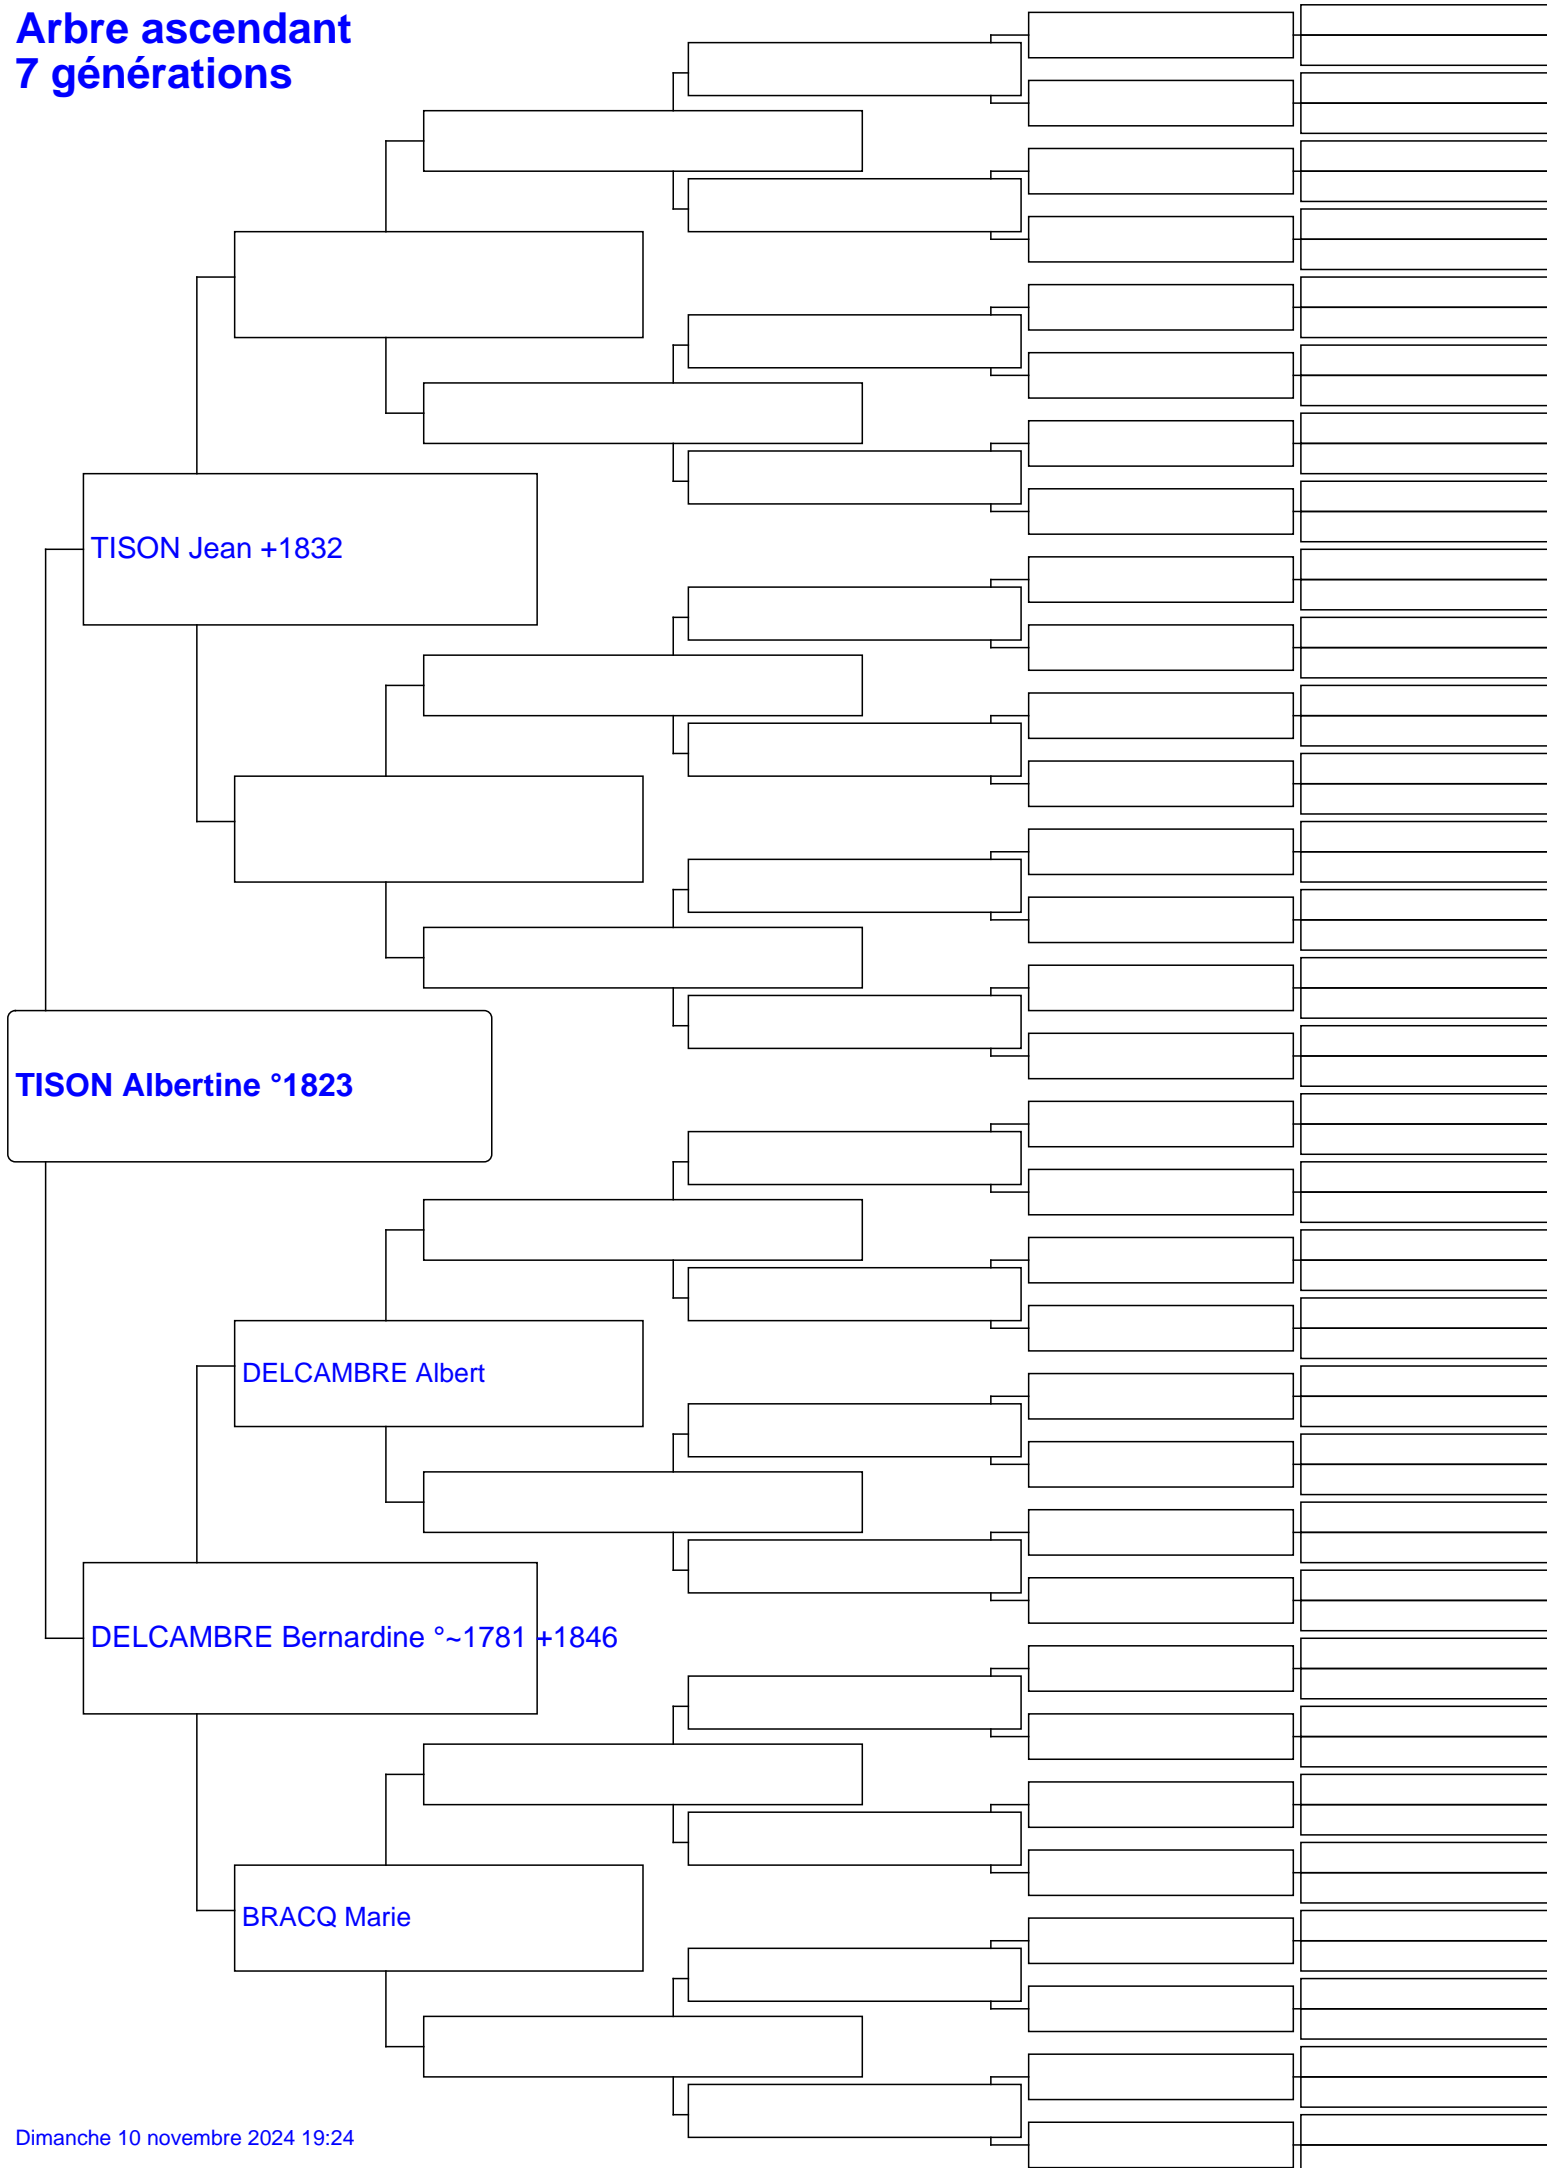 Arbre ascendant
7 générations
TISON Jean +1832
TISON Albertine °1823
DELCAMBRE Albert
DELCAMBRE Bernardine °~1781 +1846
BRACQ Marie
Dimanche 10 novembre 2024 19:24